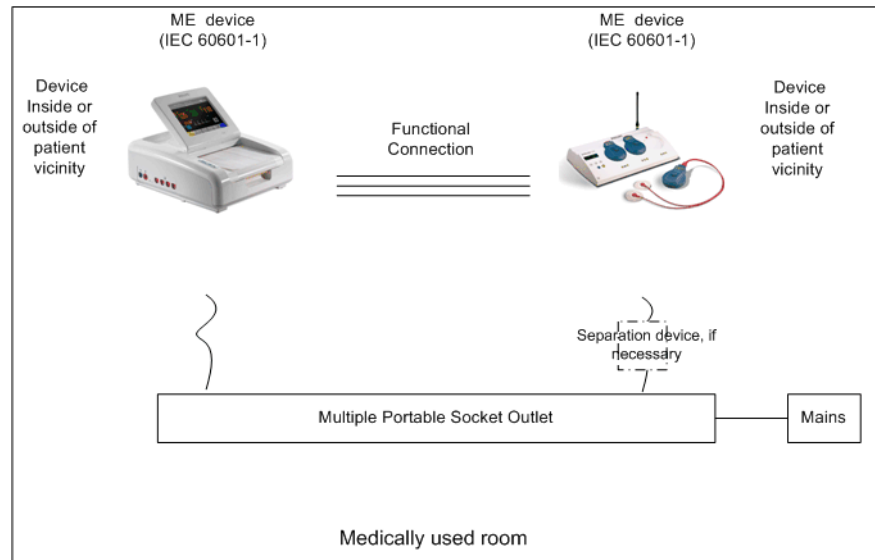 ME device
(IEC 60601-1)
ME device
(IEC 60601-1)
Device
Inside or
outside of
patient
vicinity
Functional
Connection
Device
Inside or
outside of
patient
vicinity
Separation device, if
necessary
Multiple Portable Socket Outlet
Mains
Medically used room